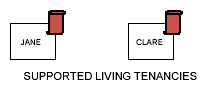 JANE
CLARE
SUPPORTED LIVING TENANCIES